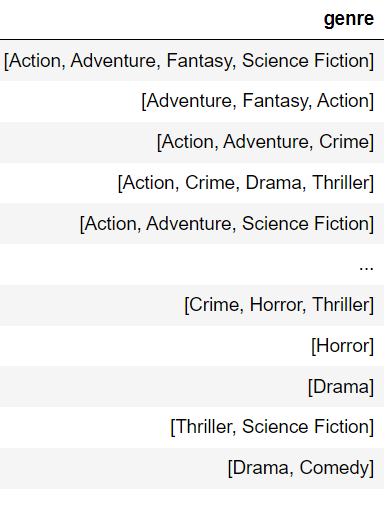 genre
[Action, Adventure, Fantasy, Science Fiction]
[Adventure, Fantasy, Action]
[Action, Adventure, Crime]
[Action, Crime, Drama, Thriller]
[Action, Adventure, Science Fiction]
...
[Crime, Horror, Thriller]
[Horror]
[Drama]
[Thriller, Science Fiction]
[Drama, Comedy]